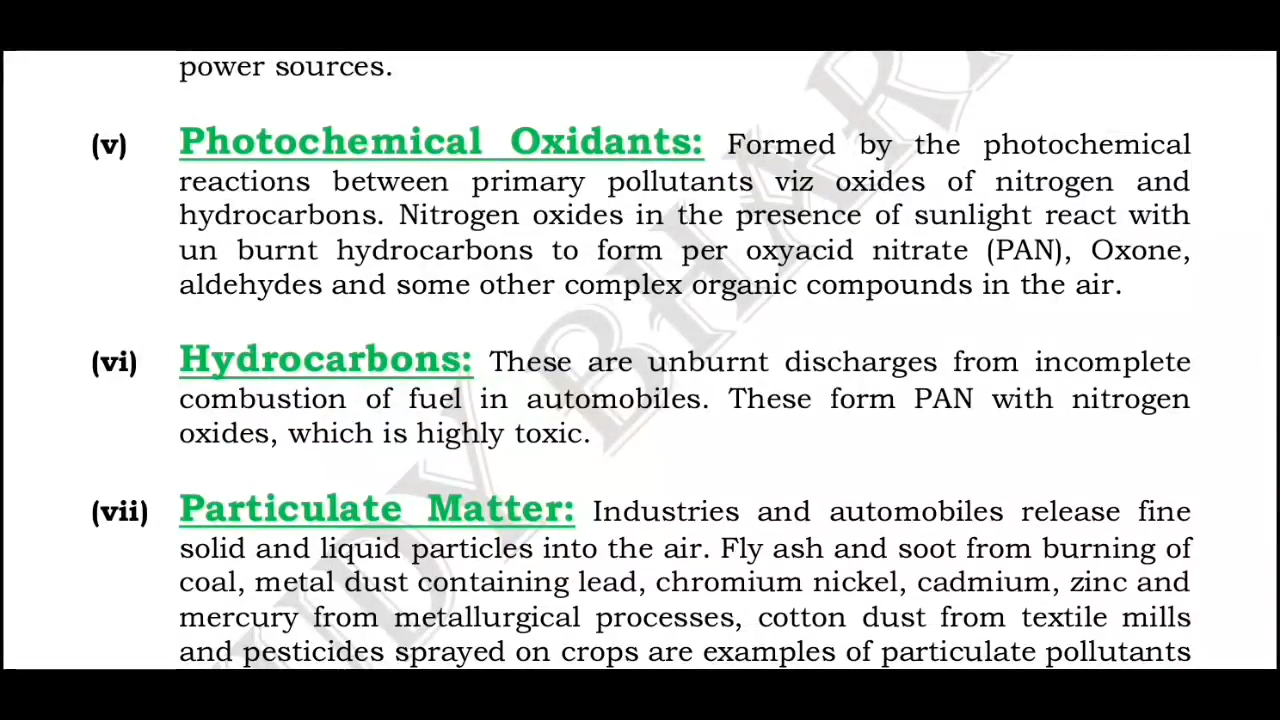 power sources.
(v) Photochemical Oxidants: Formed by the photochemical
reactions between primary pollutants viz oxides of nitrogen and
hydrocarbons. Nitrogen oxides in the presence of sunlight react with
un burnt hydrocarbons to form per oxyacid nitrate (PAN), Oxone,
aldehydes and some other complex organic compounds in the air.
(vi) Hydrocarbons: These are unburnt discharges from incomplete
combustion of fuel in automobiles. These form PAN with nitrogen
oxides, which is highly toxic.
(vii) Particulate Matter: Industries and automobiles release fine
solid and liquid particles into the air. Fly ash and soot from burning of
coal, metal dust containing lead, chromium nickel, cadmium, zinc and
mercury from metallurgical processes, cotton dust from textile mills
and pesticides sprayed on crops are examples of particulate pollutants